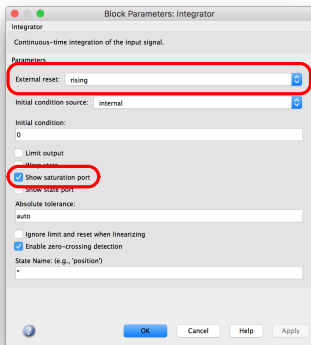 Block Parameters: Integrator
Integrator
Continuous-time integration of the input signal.
Parameters
External reset: rising
Initial condition source: internal
Initial condition:
0
Limit output
Wrap state
Show saturation port
Show state port
Absolute tolerance:
auto
Ignore limit and reset when linearizing
Enable zero-crossing detection
State Name: (e.g., 'position')
''
? OK Cancel Help Apply